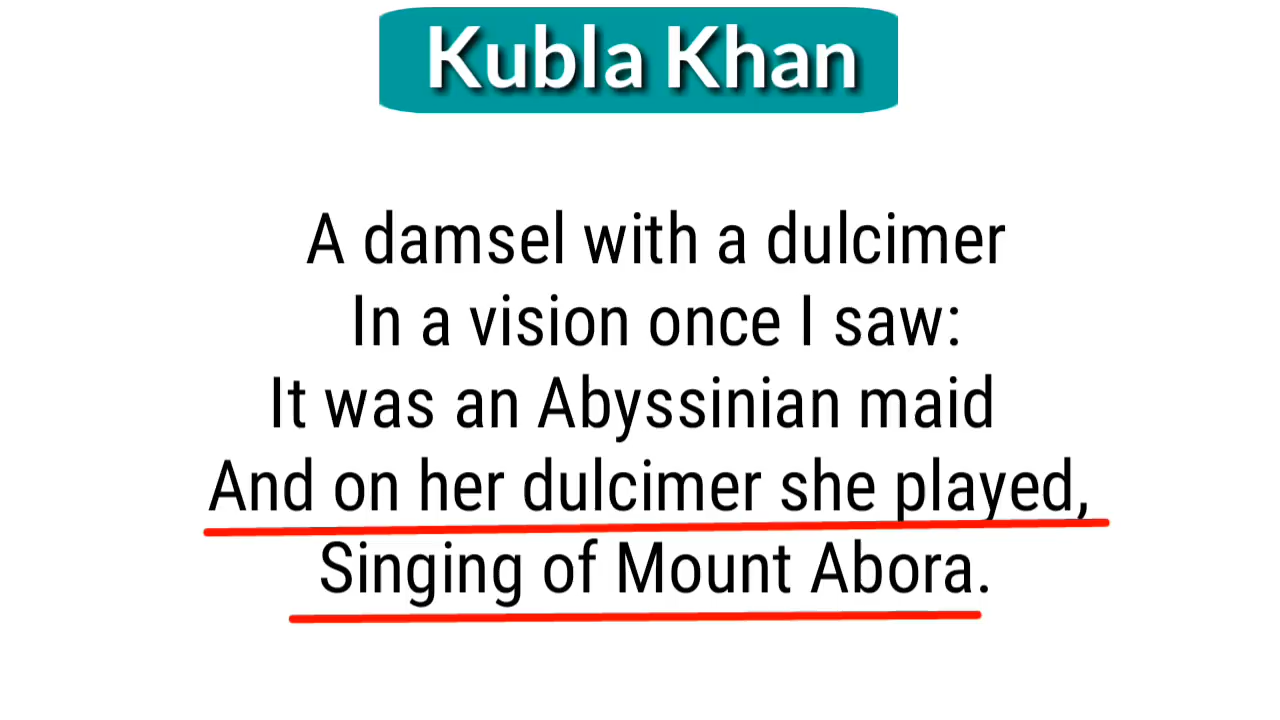 Kubla Khan
A damsel with a dulcimer
In a vision once I saw:
It was an Abyssinian maid
And on her dulcimer she played,
Singing of Mount Abora.